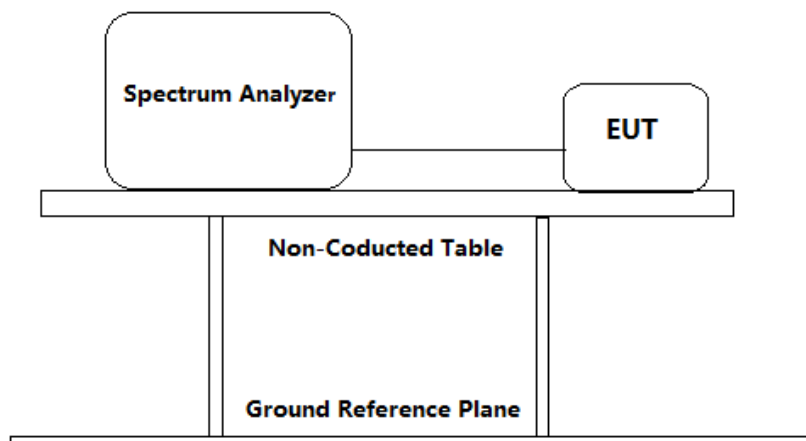 Spectrum Analyzer
EUT
Non-Coducted Table
Ground Reference Plane